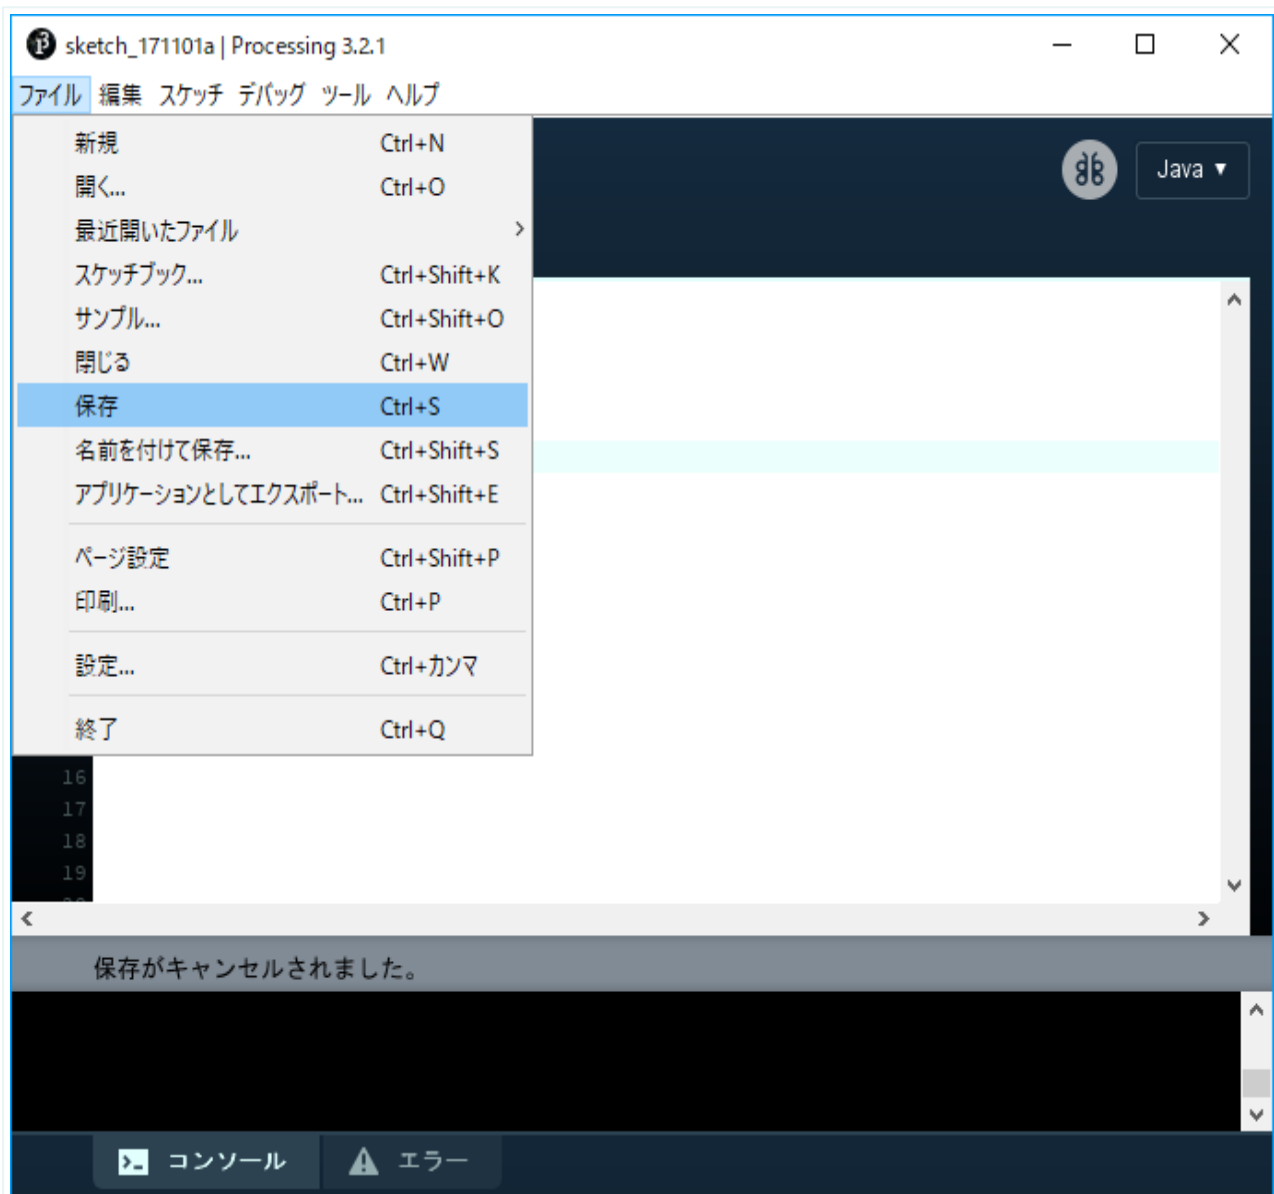 sketch_171101a | Processing 3.2.1
ファイル 編集 スケッチ デバッグ ツール ヘルプ
新規 Ctrl+N
開く... Ctrl+O
最近開いたファイル
スケッチブック... Ctrl+Shift+K
サンプル... Ctrl+Shift+O
閉じる Ctrl+W
保存 Ctrl+S
名前を付けて保存... Ctrl+Shift+S
アプリケーションとしてエクスポート... Ctrl+Shift+E
ページ設定 Ctrl+Shift+P
印刷... Ctrl+P
設定... Ctrl+カンマ
終了 Ctrl+Q
Java
16
17
18
19
保存がキャンセルされました。
コンソール エラー